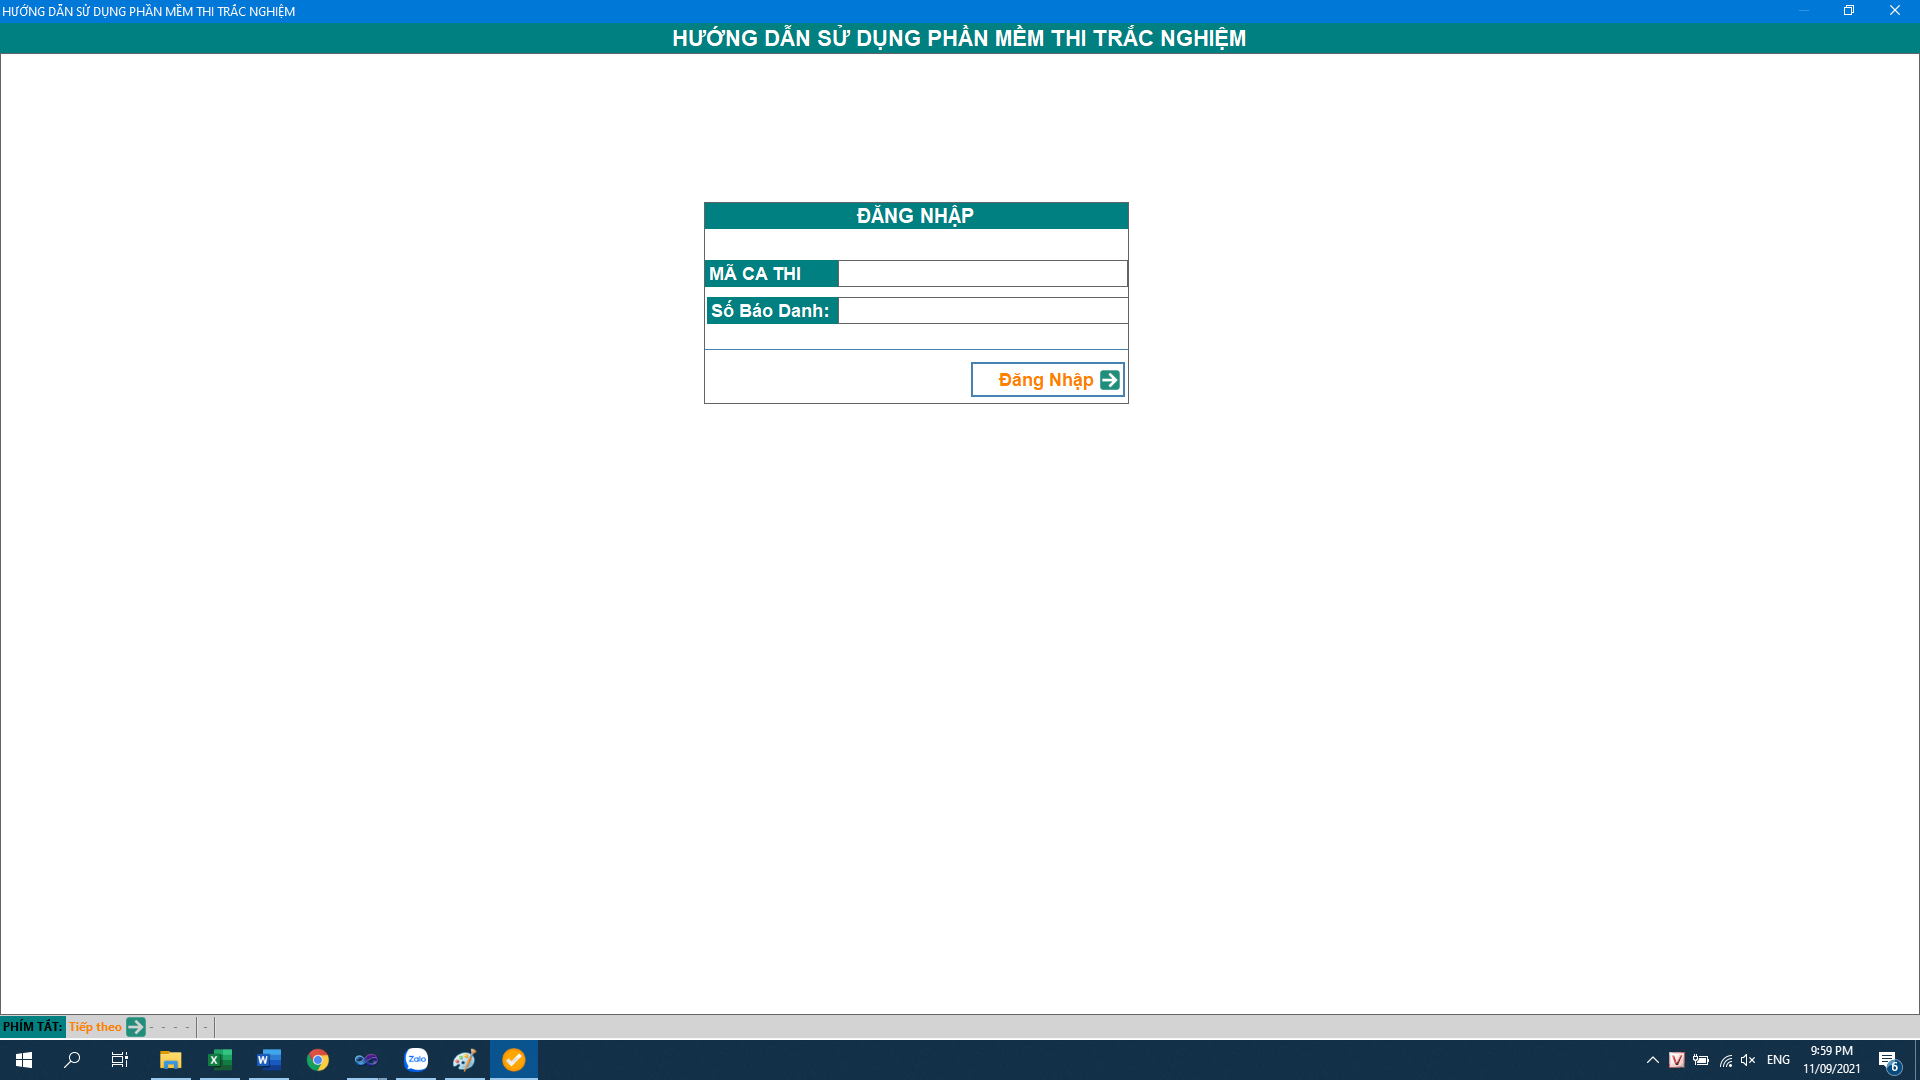 HƯỚNG DẪN SỬ DỤNG PHẦN MỀM THI TRẮC NGHIỆM
HƯỚNG DẪN SỬ DỤNG PHẦN MỀM THI TRẮC NGHIỆM
ĐĂNG NHẬP
MÃ CA THI
Số Báo Danh:
Đăng Nhập
PHÍM TẮT: Tiếp theo - - - - -
X W Zalo V ENG 9:59 PM
11/09/2021 6